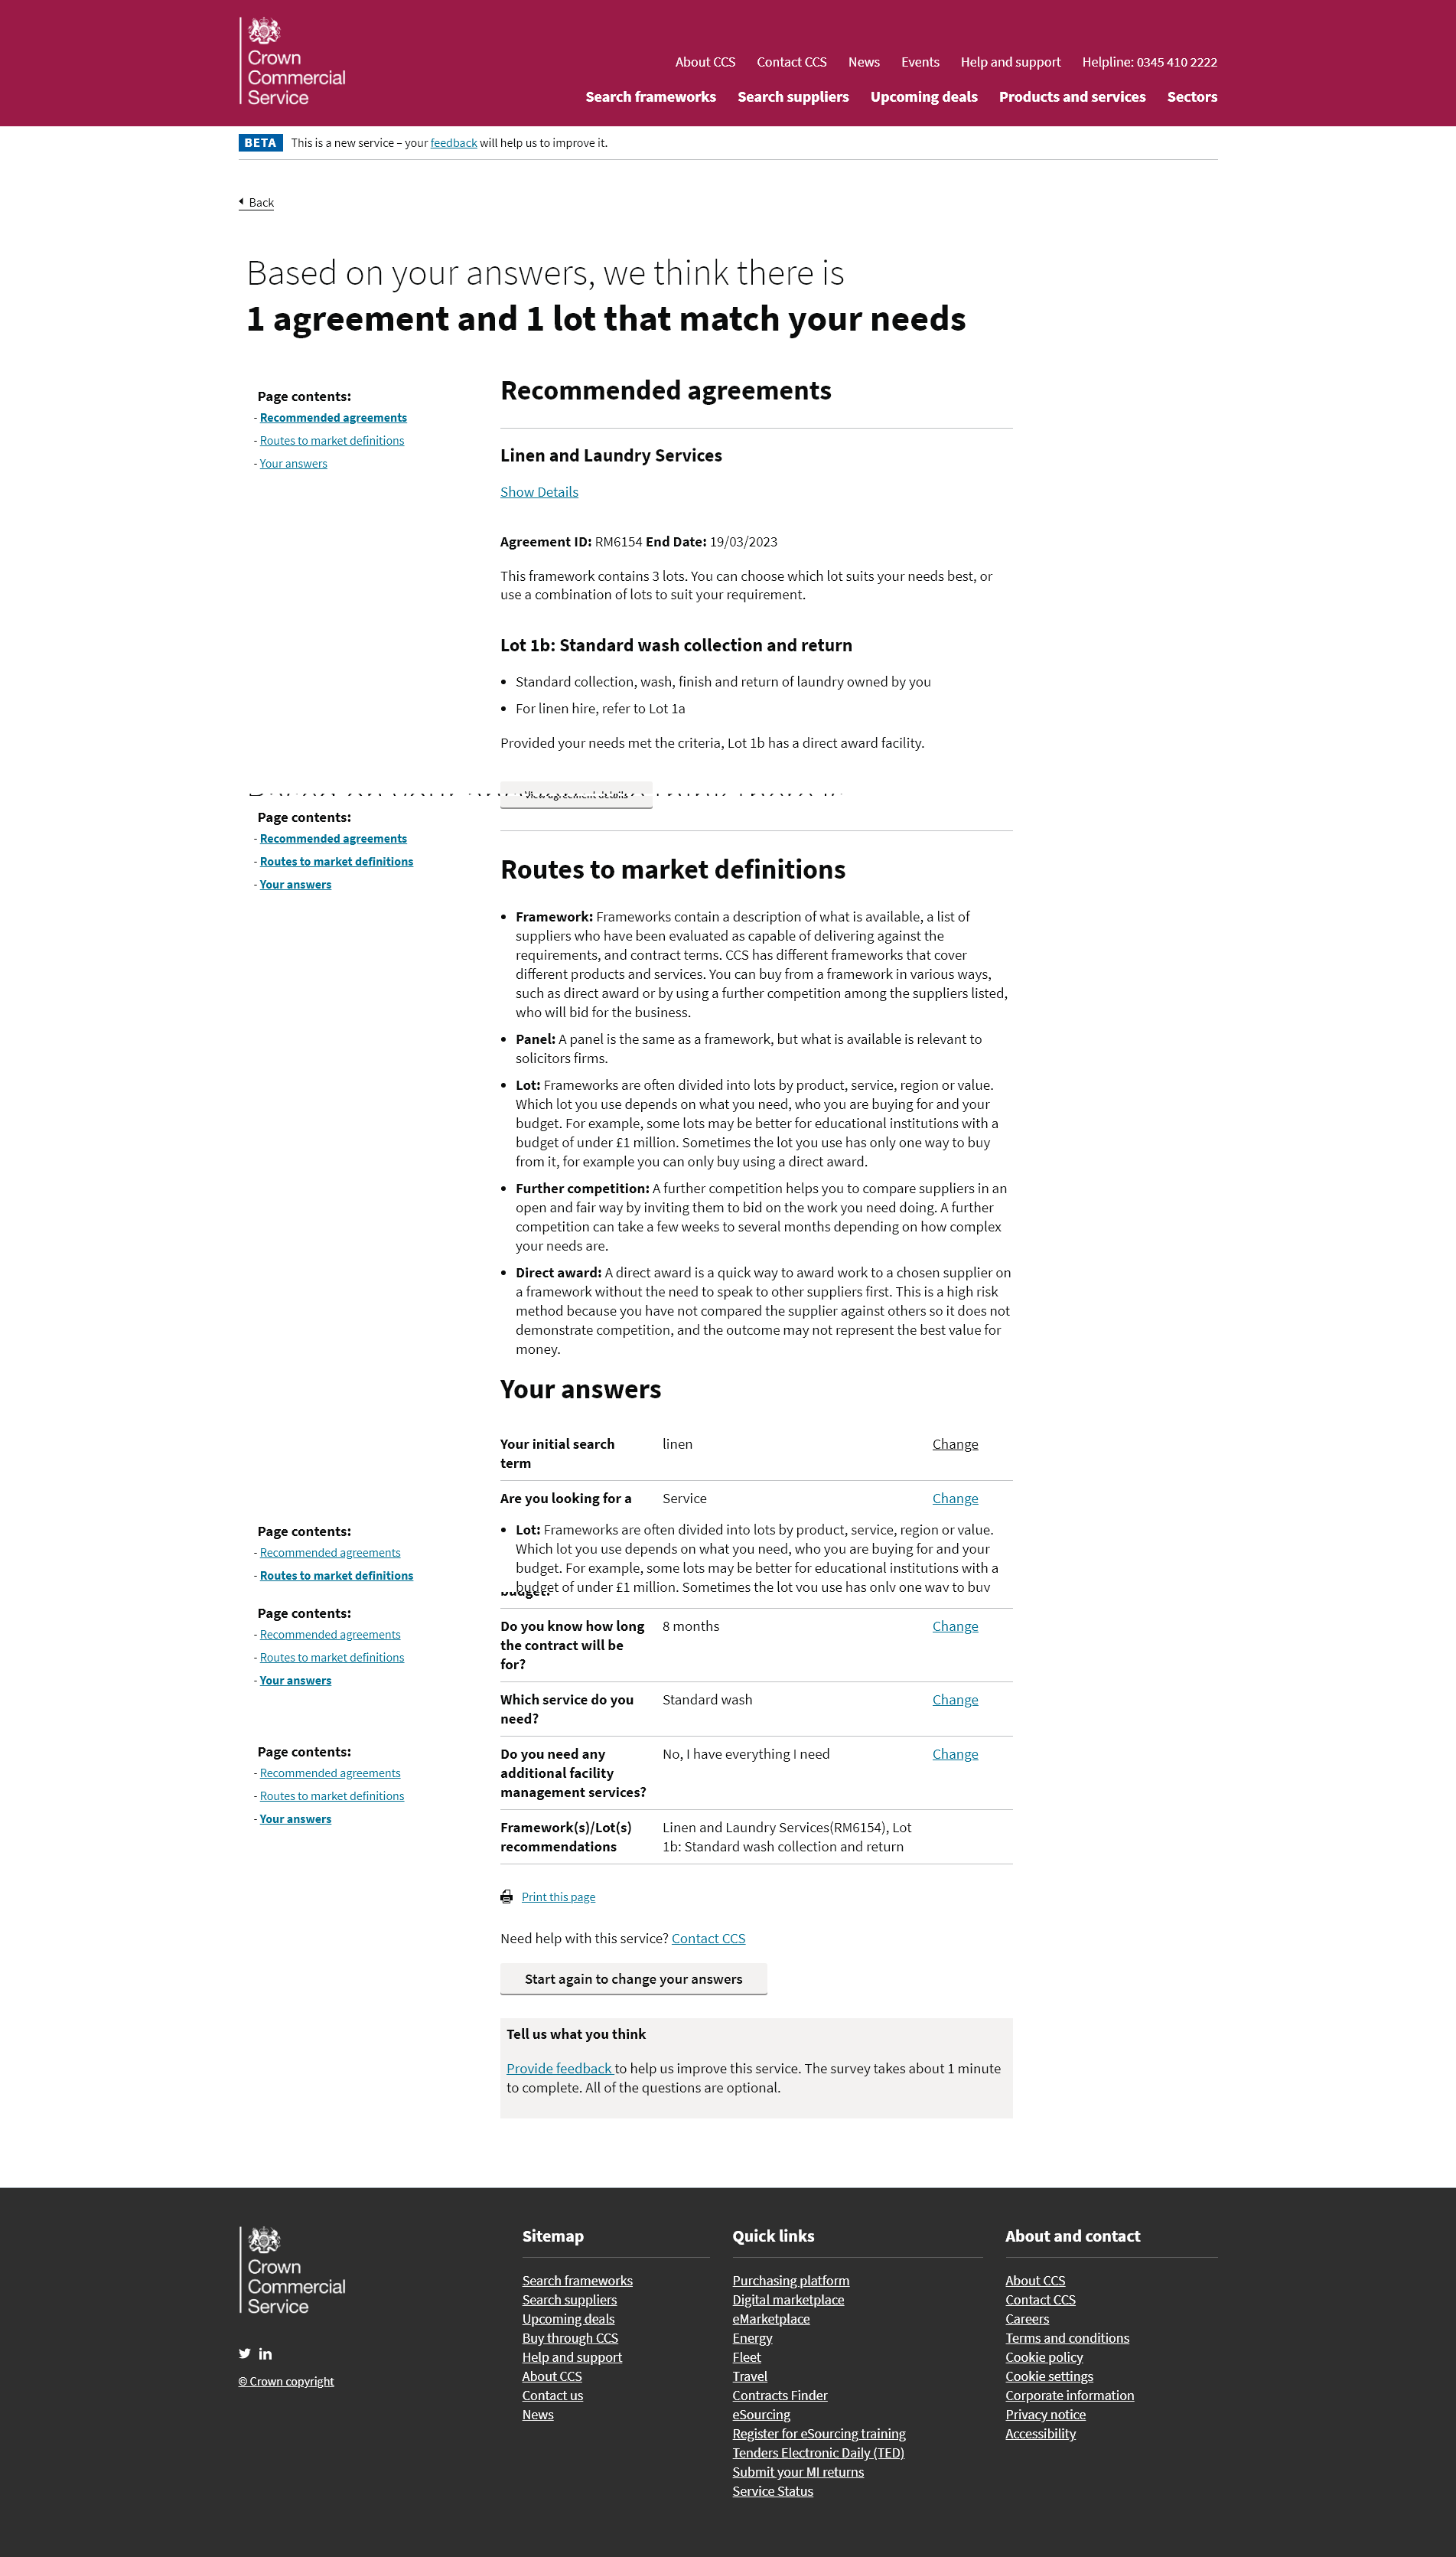 Crown
Commercial
Service
About CCS Contact CCS News Events Help and support Helpline: 0345 410 2222
Search frameworks Search suppliers Upcoming deals Products and services Sectors
BETA This is a new service – your feedback will help us to improve it.
Back
Based on your answers, we think there is
1 agreement and 1 lot that match your needs
Page contents:
- Recommended agreements
- Routes to market definitions
- Your answers
Recommended agreements
Linen and Laundry Services
Show Details
Agreement ID: RM6154 End Date: 19/03/2023
This framework contains 3 lots. You can choose which lot suits your needs best, or
use a combination of lots to suit your requirement.
Lot 1b: Standard wash collection and return
• Standard collection, wash, finish and return of laundry owned by you
• For linen hire, refer to Lot 1a
Provided your needs met the criteria, Lot 1b has a direct award facility.
Page contents:
- Recommended agreements
- Routes to market definitions
- Your answers
Routes to market definitions
• Framework: Frameworks contain a description of what is available, a list of
suppliers who have been evaluated as capable of delivering against the
requirements, and contract terms. CCS has different frameworks that cover
different products and services. You can buy from a framework in various ways,
such as direct award or by using a further competition among the suppliers listed,
who will bid for the business.
• Panel: A panel is the same as a framework, but what is available is relevant to
solicitors firms.
• Lot: Frameworks are often divided into lots by product, service, region or value.
Which lot you use depends on what you need, who you are buying for and your
budget. For example, some lots may be better for educational institutions with a
budget of under £1 million. Sometimes the lot you use has only one way to buy
from it, for example you can only buy using a direct award.
• Further competition: A further competition helps you to compare suppliers in an
open and fair way by inviting them to bid on the work you need doing. A further
competition can take a few weeks to several months depending on how complex
your needs are.
• Direct award: A direct award is a quick way to award work to a chosen supplier on
a framework without the need to speak to other suppliers first. This is a high risk
method because you have not compared the supplier against others so it does not
demonstrate competition, and the outcome may not represent the best value for
money.
Your answers
Your initial search linen Change
term
Are you looking for a Service Change
Page contents:
- Recommended agreements
- Routes to market definitions
• Lot: Frameworks are often divided into lots by product, service, region or value.
Which lot you use depends on what you need, who you are buying for and your
budget. For example, some lots may be better for educational institutions with a
budget of under £1 million. Sometimes the lot you use has only one way to buy
Page contents:
- Recommended agreements
- Routes to market definitions
- Your answers
Do you know how long 8 months Change
the contract will be
for?
Which service do you Standard wash Change
need?
Page contents:
- Recommended agreements
- Routes to market definitions
- Your answers
Do you need any No, I have everything I need Change
additional facility
management services?
Framework(s)/Lot(s) Linen and Laundry Services(RM6154), Lot
recommendations 1b: Standard wash collection and return
Print this page
Need help with this service? Contact CCS
Start again to change your answers
Tell us what you think
Provide feedback to help us improve this service. The survey takes about 1 minute
to complete. All of the questions are optional.
Crown
Commercial
Service
© Crown copyright
Sitemap
Search frameworks
Search suppliers
Upcoming deals
Buy through CCS
Help and support
About CCS
Contact us
News
Quick links
Purchasing platform
Digital marketplace
eMarketplace
Energy
Fleet
Travel
Contracts Finder
eSourcing
Register for eSourcing training
Tenders Electronic Daily (TED)
Submit your MI returns
Service Status
About and contact
About CCS
Contact CCS
Careers
Terms and conditions
Cookie policy
Cookie settings
Corporate information
Privacy notice
Accessibility